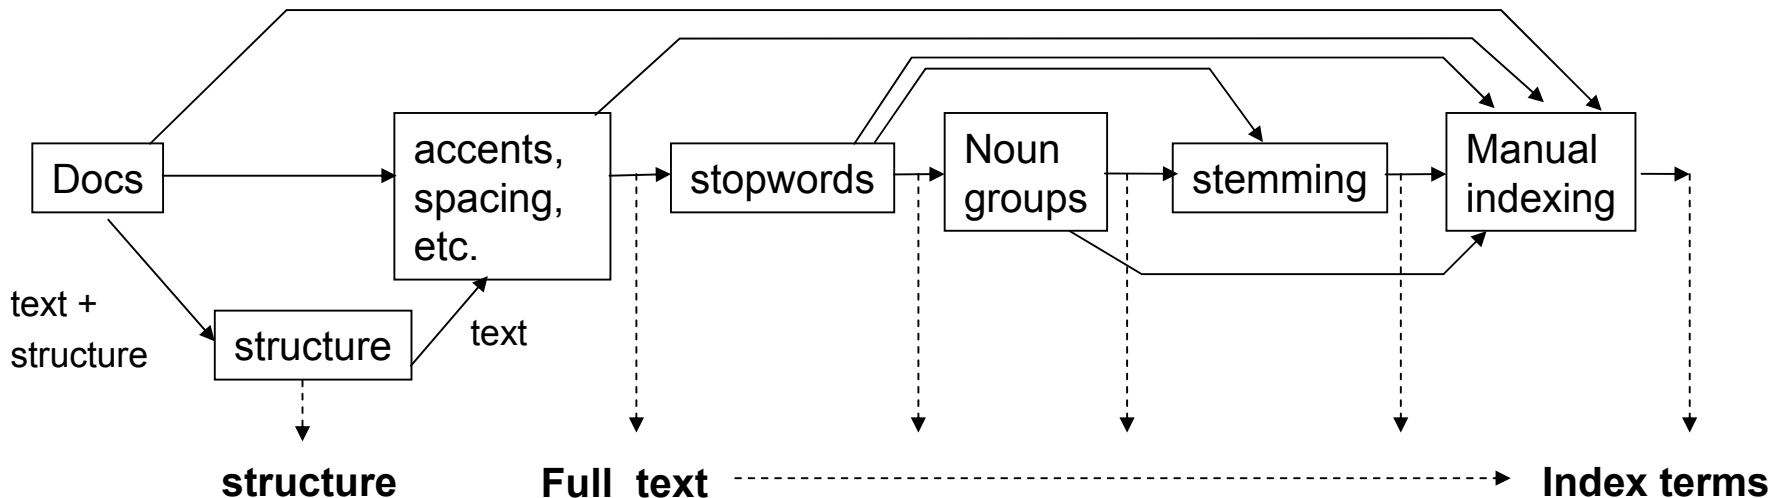 Docs
accents,
spacing,
etc.
stopwords
Noun
groups
stemming
Manual
indexing
text +
structure
structure
text
structure
Full text
Index terms